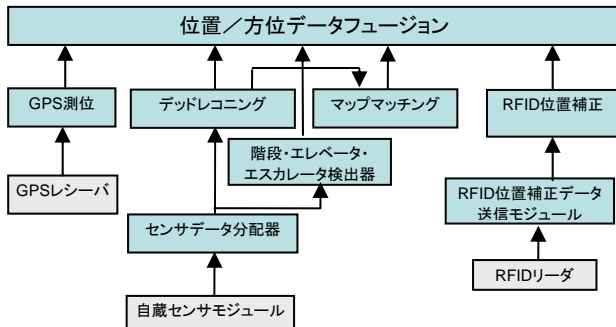 位置／方位データフュージョン
GPS測位
デッドレコニング
マップマッチング
RFID位置補正
階段・エレベータ・
エスカレータ検出器
GPSレシーバ
RFID位置補正データ
送信モジュール
センサデータ分配器
RFIDリーダ
自蔵センサモジュール